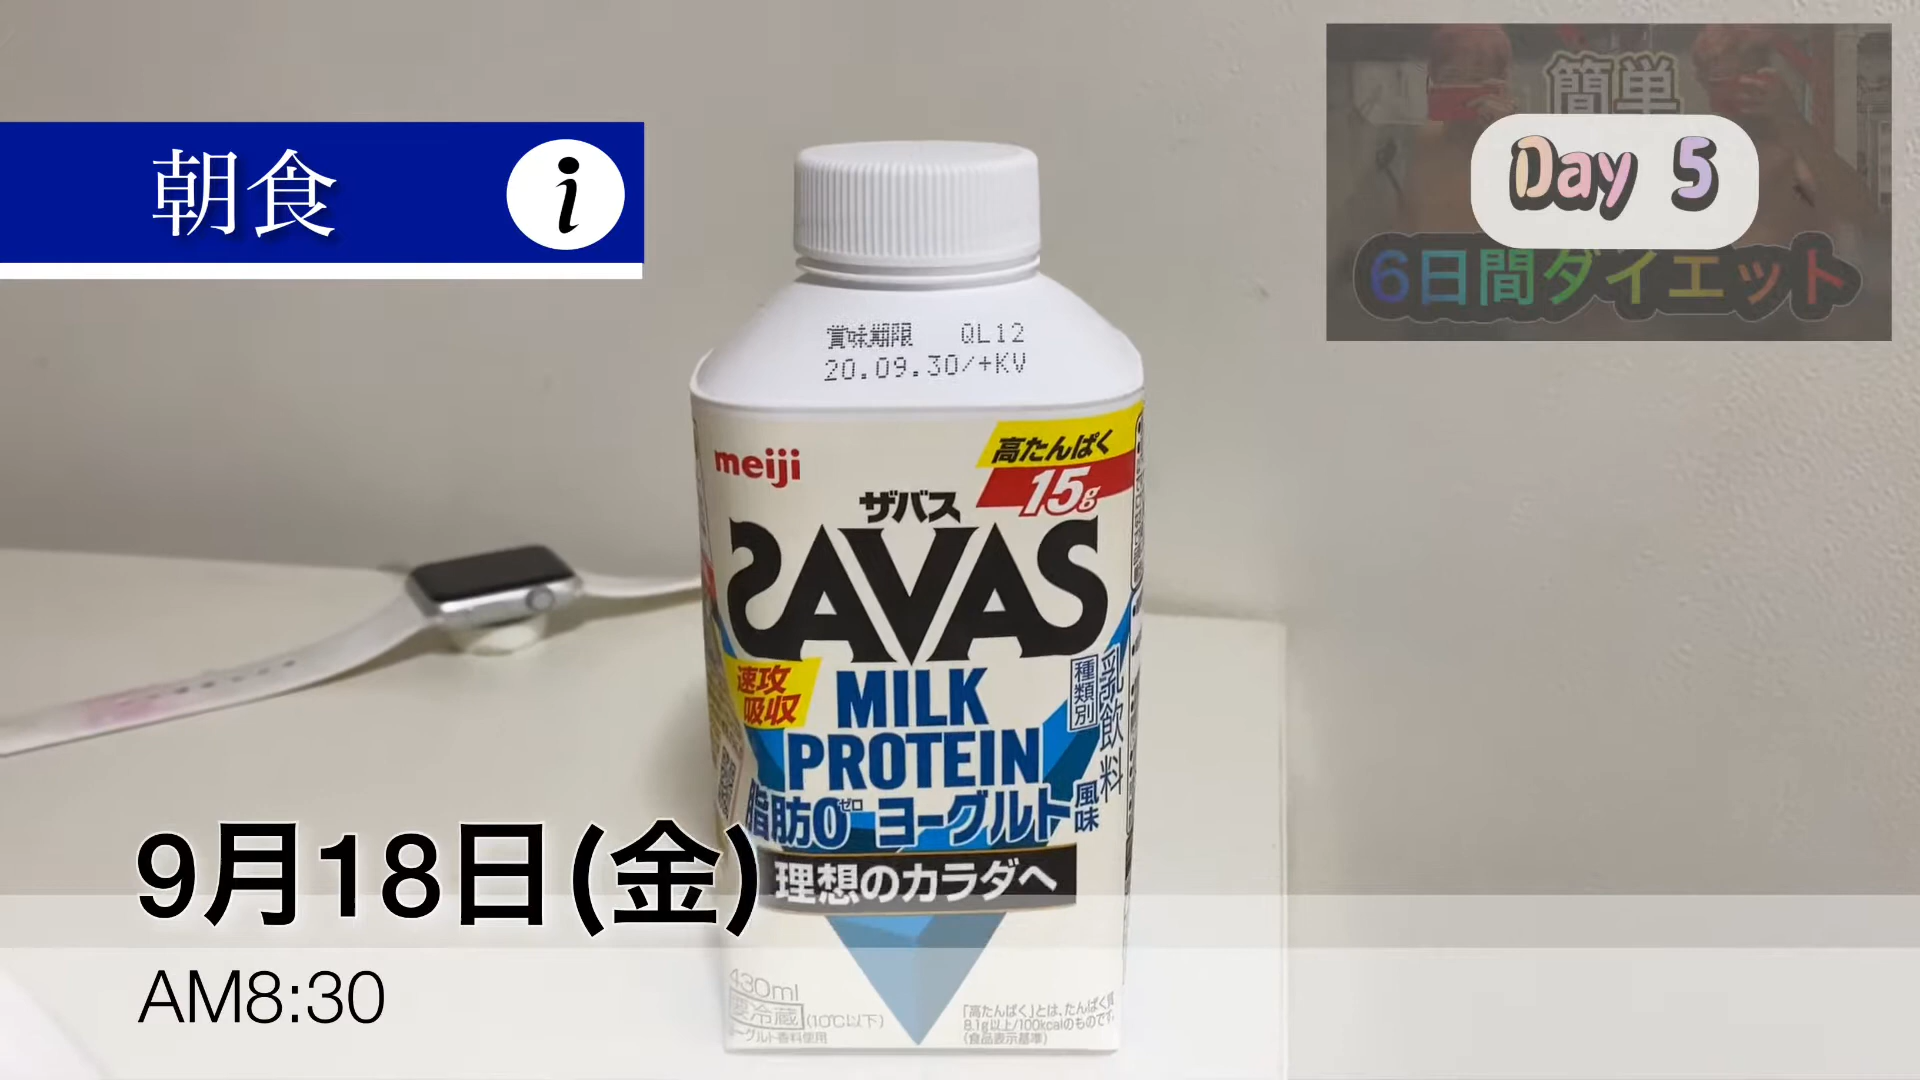 朝食
i
簡単
Day 5
6日間ダイエット
賞味期限 QL12
20.09.30/+KV
meiji
高たんぱく
15g
ザバス
SAVAS
速攻
吸収
MILK
PROTEIN
種類別
乳飲料
脂肪0ゼロ ヨーグルト風味
理想のカラダへ
9月18日(金)
AM8:30
430ml
要冷蔵(10℃以下)
ヨーグルト香料使用
「高たんぱく」とは、たんぱく質
8.1g以上/100kcalのものです。
(食品表示基準)